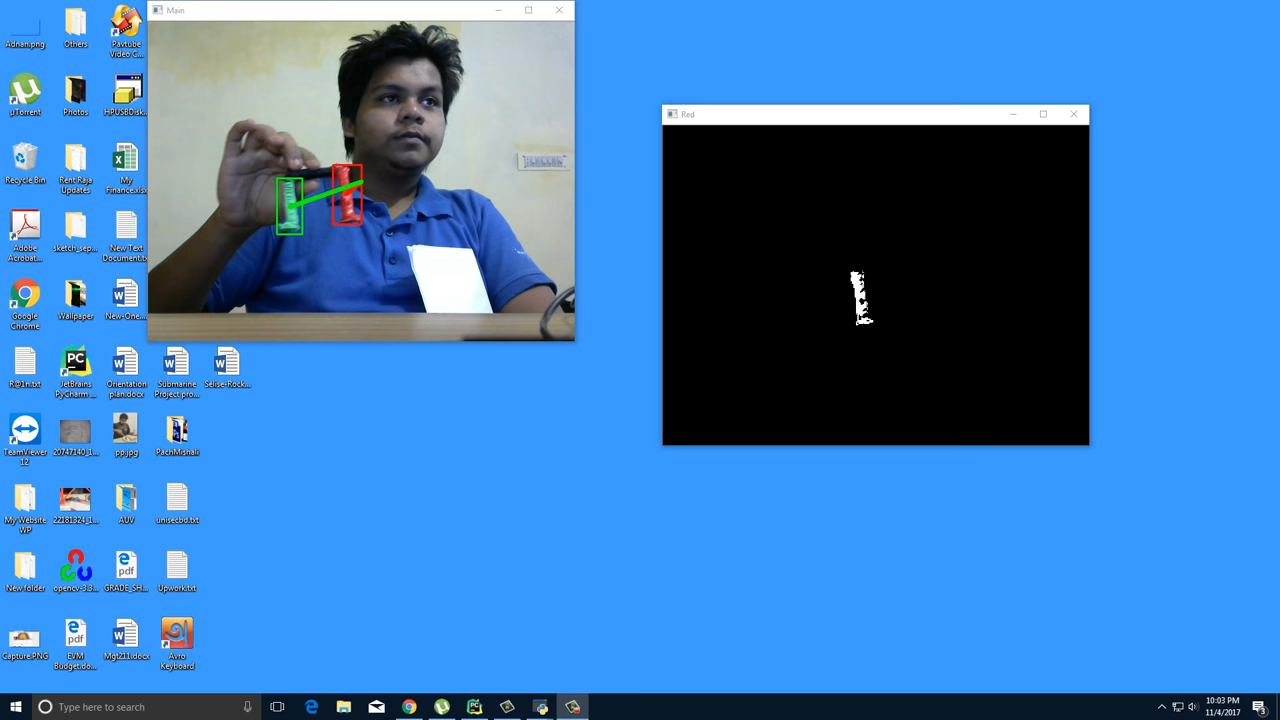 Main
Red
Adnan.png
Others
Pavtube
Video C...
µTorrent
Photos
HPUSBDisk...
Recycle Bin
Rent Raja
Updates
My
Finance.xlsx
Adobe
Acrobat...
sketch_sep...
New Text
Document.tx
Google
Chrome
Wallpaper
New-One....
R@1n.txt
JetBrains
PyCharm ...
Orientation
plan.docx
Submarine
Project.pro...
Selise-Rock...
TeamViewer
12
20747140_1...
pp.jpg
PachMishali
My Website
WP
22181924_1...
AUV
unisecbd.txt
New folder
opencv-3.3...
GRADE_SH...
Upwork.txt
Capture.PNG
EVM
Budget.do...
Mgt211.docx
Avro
Keyboard
Type here to search
10:03 PM
11/4/2017